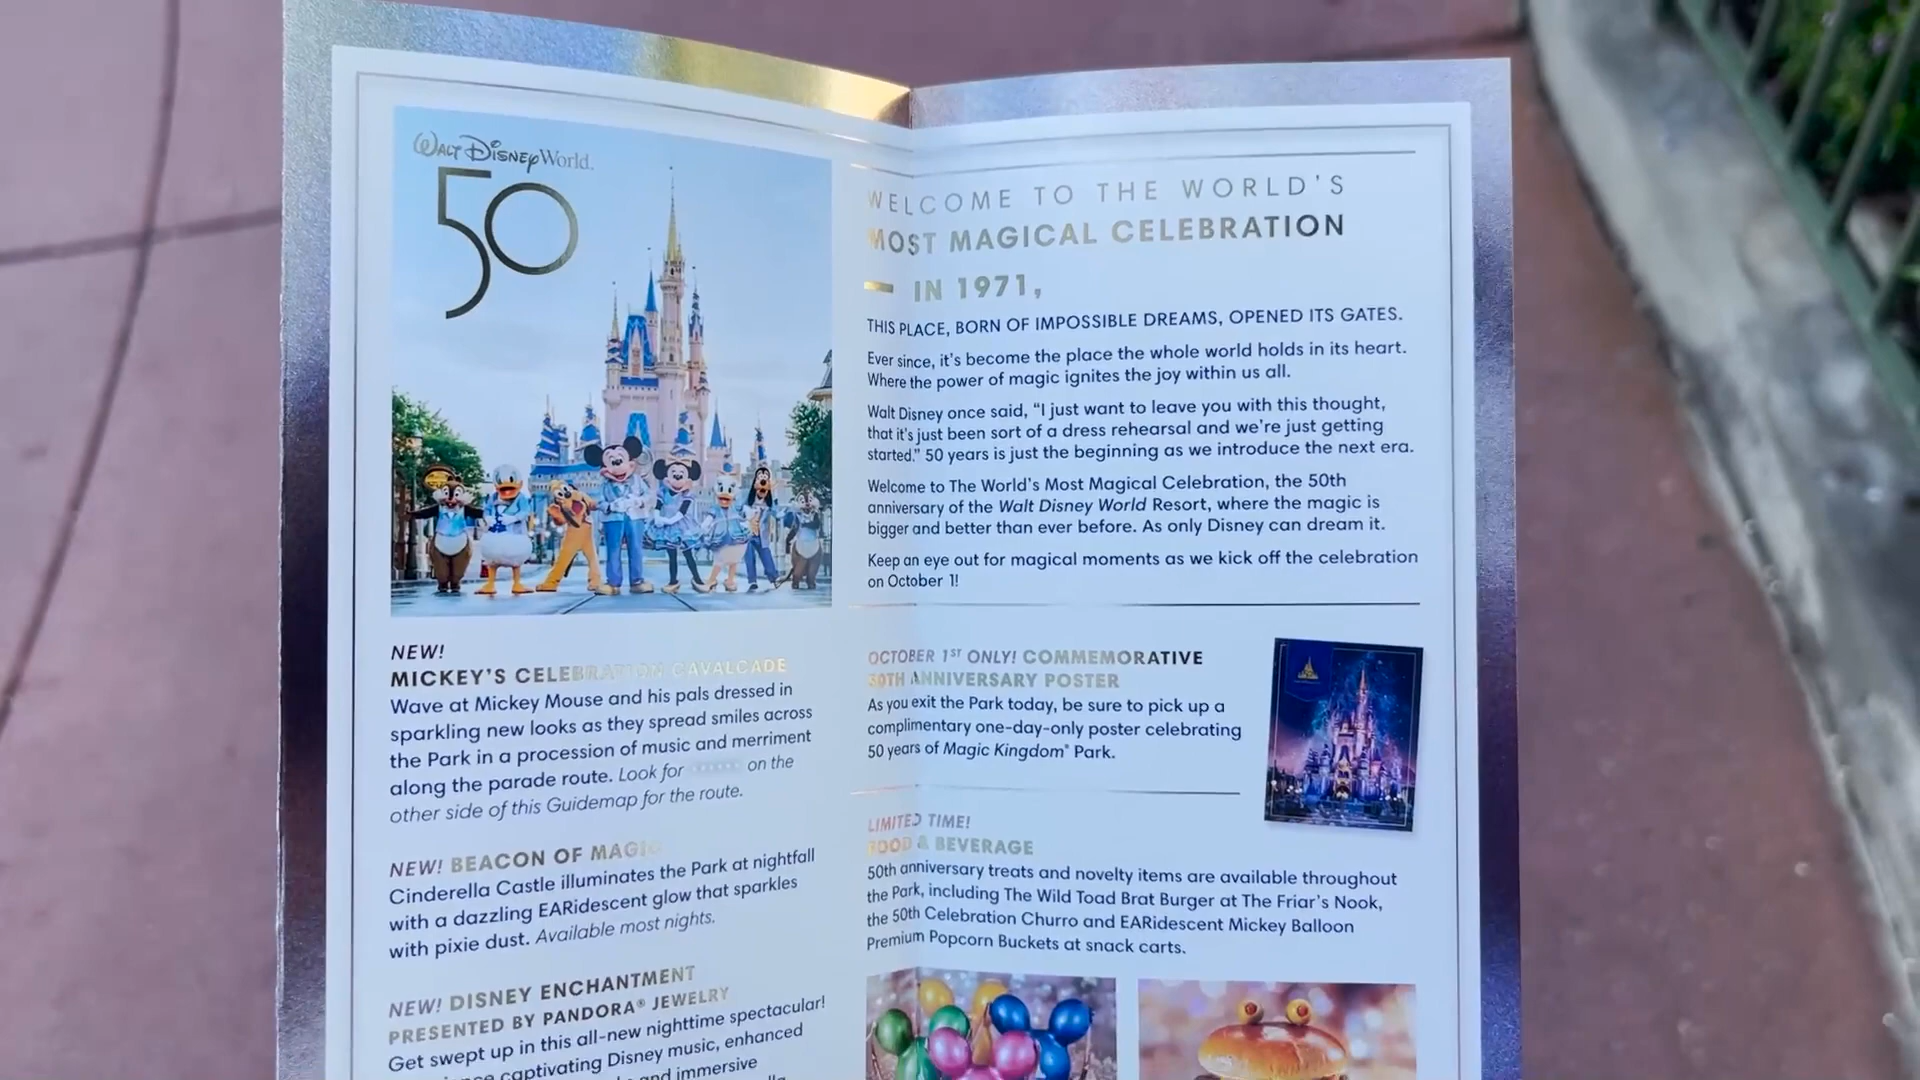 WALT DISNEY World.
50
NEW!
MICKEY'S CELEBRATION CAVALCADE
Wave at Mickey Mouse and his pals dressed in
sparkling new looks as they spread smiles across
the Park in a procession of music and merriment
along the parade route. Look for on the
other side of this Guidemap for the route.
NEW! BEACON OF MAGIC
Cinderella Castle illuminates the Park at nightfall
with a dazzling EARidescent glow that sparkles
with pixie dust. Available most nights.
NEW! DISNEY ENCHANTMENT
PRESENTED BY PANDORA® JEWELRY
Get swept up in this all-new nighttime spectacular!
captivating Disney music, enhanced
and immersive
WELCOME TO THE WORLD'S
MOST MAGICAL CELEBRATION
— IN 1971,
THIS PLACE, BORN OF IMPOSSIBLE DREAMS, OPENED ITS GATES.
Ever since, it's become the place the whole world holds in its heart.
Where the power of magic ignites the joy within us all.
Walt Disney once said, “I just want to leave you with this thought,
that it's just been sort of a dress rehearsal and we're just getting
started.” 50 years is just the beginning as we introduce the next era.
Welcome to The World's Most Magical Celebration, the 50th
anniversary of the Walt Disney World Resort, where the magic is
bigger and better than ever before. As only Disney can dream it.
Keep an eye out for magical moments as we kick off the celebration
on October 1!
OCTOBER 1ST ONLY! COMMEMORATIVE
50TH ANNIVERSARY POSTER
As you exit the Park today, be sure to pick up a
complimentary one-day-only poster celebrating
50 years of Magic Kingdom® Park.
LIMITED TIME!
FOOD & BEVERAGE
50th anniversary treats and novelty items are available throughout
the Park, including The Wild Toad Brat Burger at The Friar's Nook,
the 50th Celebration Churro and EARidescent Mickey Balloon
Premium Popcorn Buckets at snack carts.